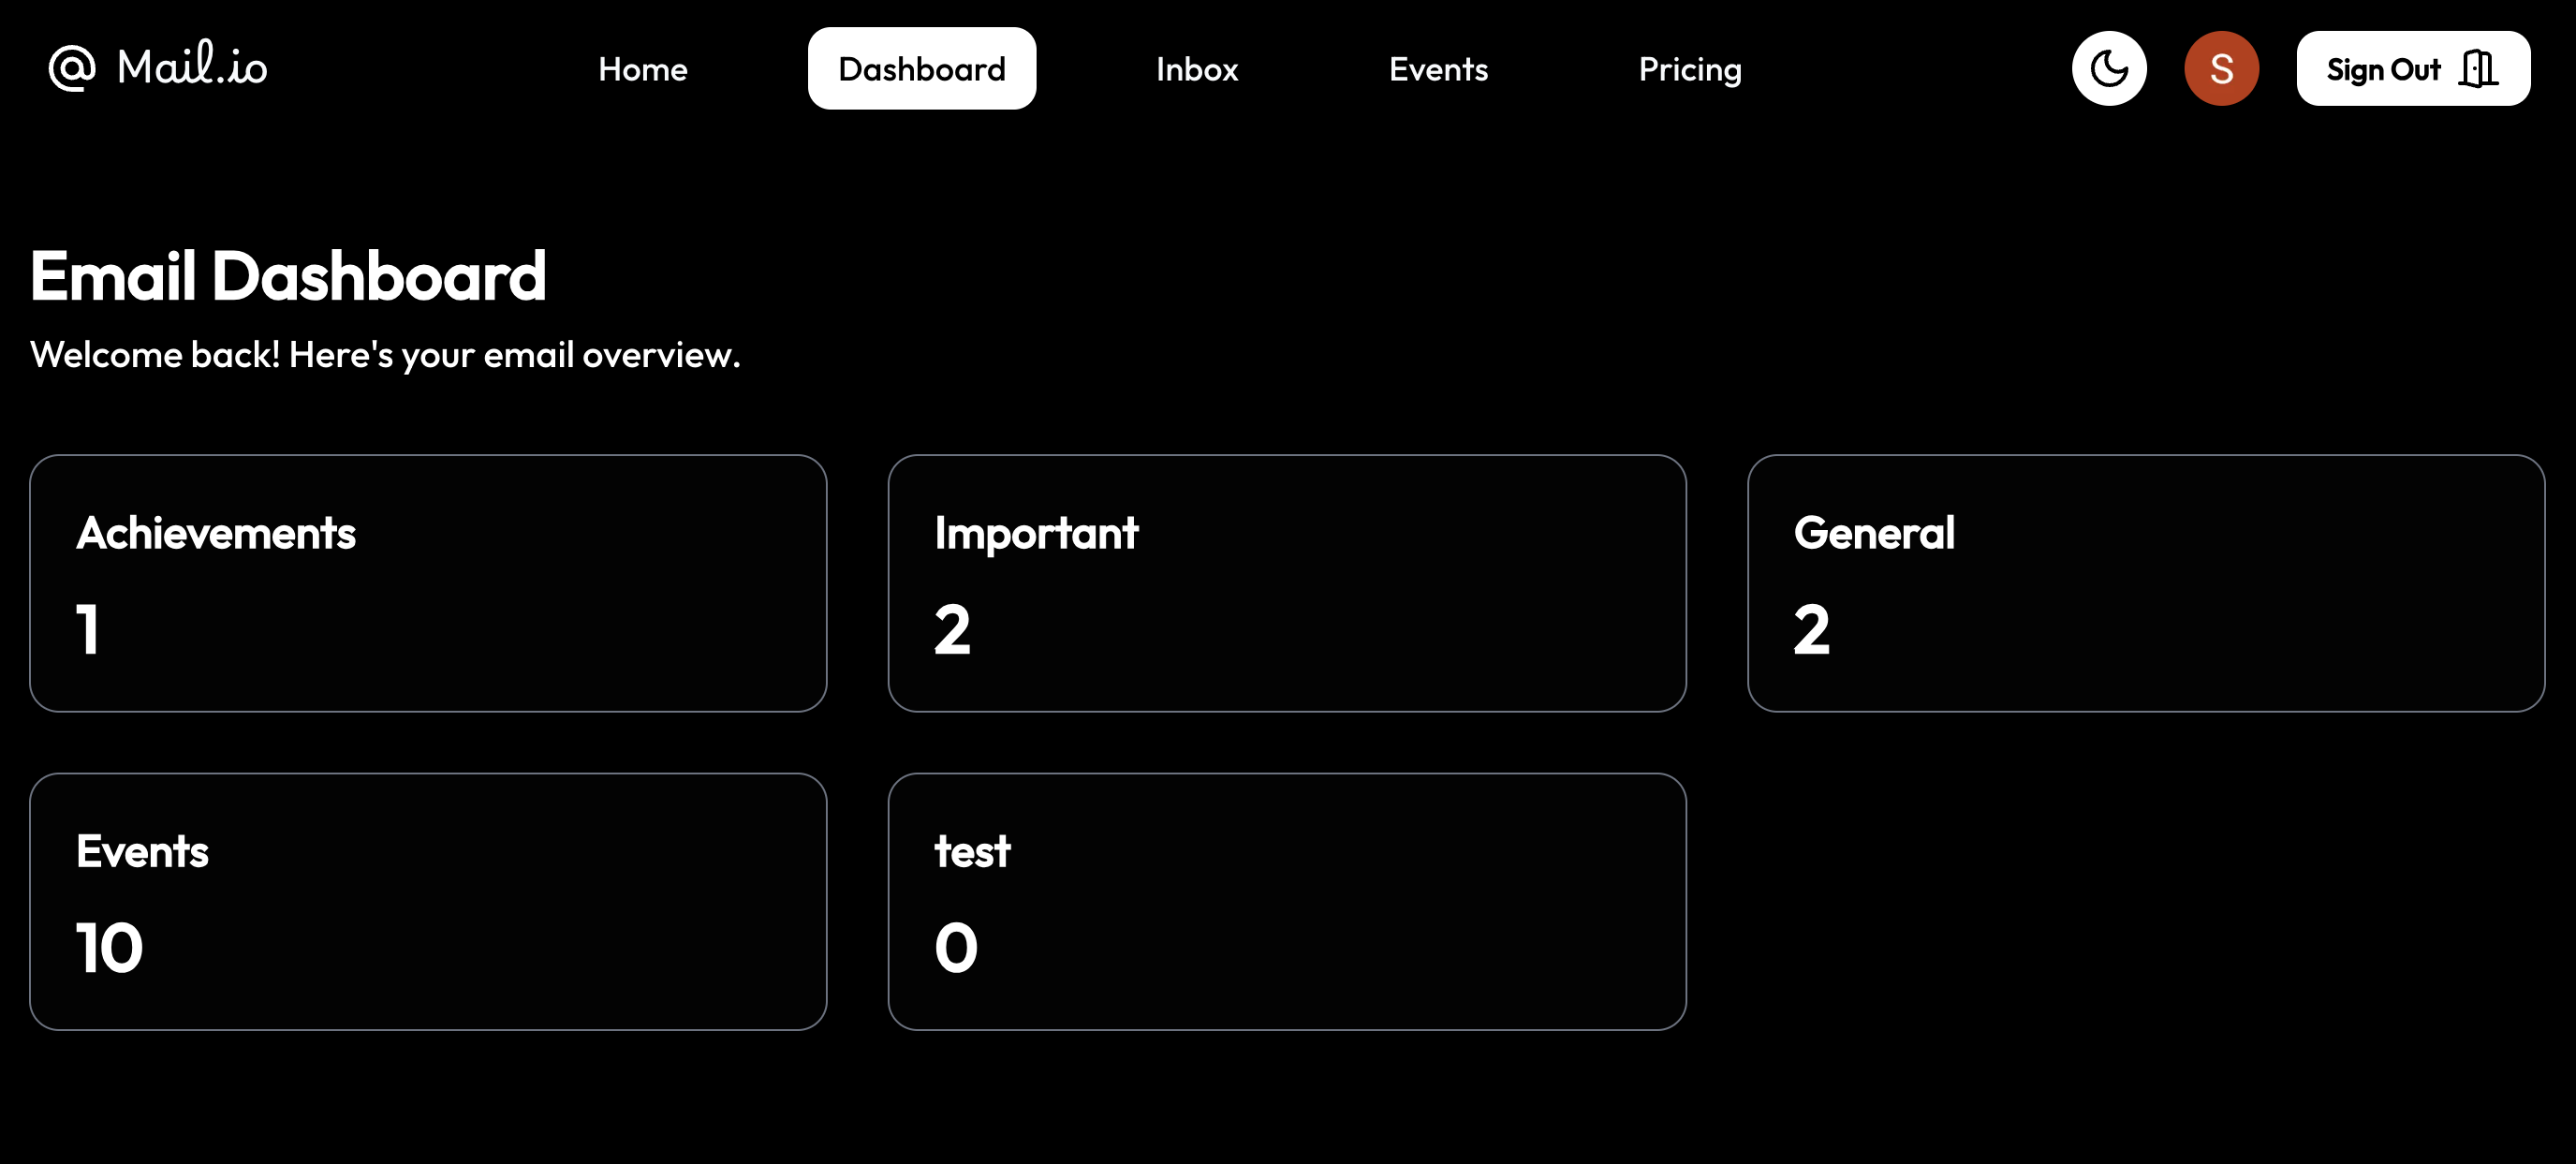 @ Mail.io
Home Dashboard Inbox Events Pricing
S
Sign Out
Email Dashboard
Welcome back! Here's your email overview.
Achievements
1
Important
2
General
2
Events
10
test
0